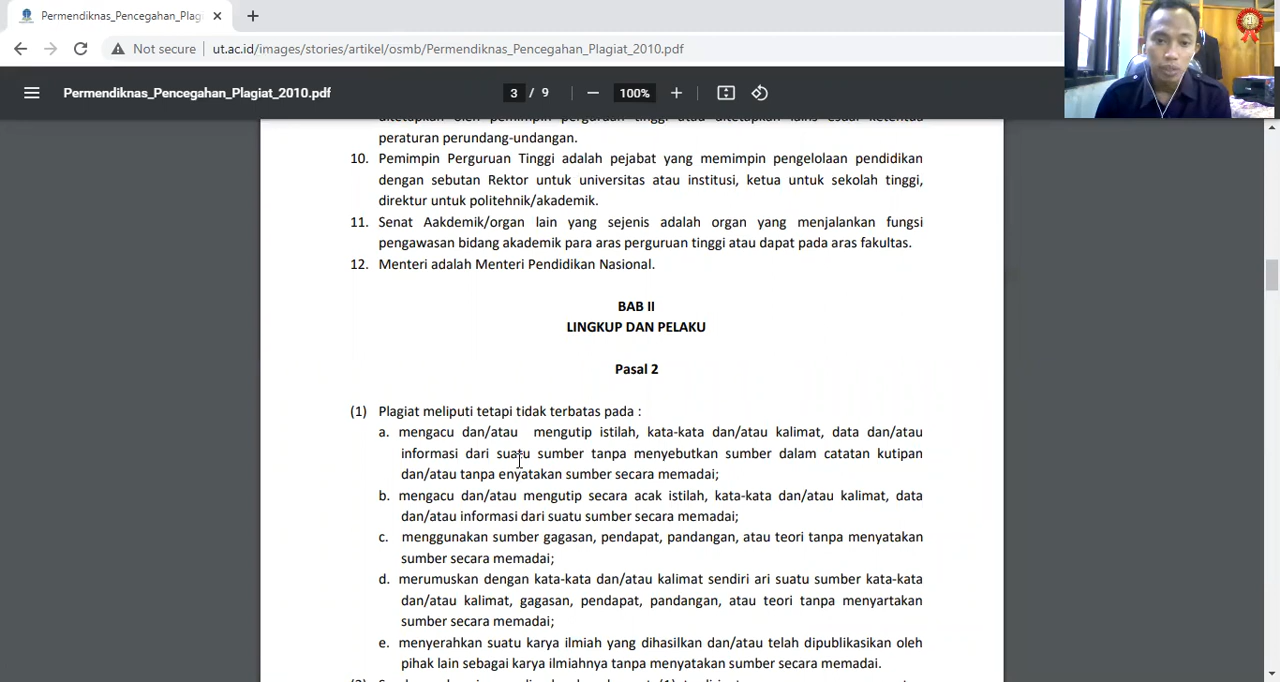 Permendiknas_Pencegahan_Plag
Not secure
ut.ac.id/images/stories/artikel/osmb/Permendiknas_Pencegahan_Plagiat_2010.pdf
Permendiknas_Pencegahan_Plagiat_2010.pdf
3 / 9
100%
ditetapkan oleh pemimpin perguruan tinggi atau ditetapkan lains esuai ketentua
peraturan perundang-undangan.
10. Pemimpin Perguruan Tinggi adalah pejabat yang memimpin pengelolaan pendidikan
dengan sebutan Rektor untuk universitas atau institusi, ketua untuk sekolah tinggi,
direktur untuk politehnik/akademik.
11. Senat Aakdemik/organ lain yang sejenis adalah organ yang menjalankan fungsi
pengawasan bidang akademik para aras perguruan tinggi atau dapat pada aras fakultas.
12. Menteri adalah Menteri Pendidikan Nasional.
BAB II
LINGKUP DAN PELAKU
Pasal 2
(1) Plagiat meliputi tetapi tidak terbatas pada :
a. mengacu dan/atau mengutip istilah, kata-kata dan/atau kalimat, data dan/atau
informasi dari suatu sumber tanpa menyebutkan sumber dalam catatan kutipan
dan/atau tanpa enyatakan sumber secara memadai;
b. mengacu dan/atau mengutip secara acak istilah, kata-kata dan/atau kalimat, data
dan/atau informasi dari suatu sumber secara memadai;
c. menggunakan sumber gagasan, pendapat, pandangan, atau teori tanpa menyatakan
sumber secara memadai;
d. merumuskan dengan kata-kata dan/atau kalimat sendiri ari suatu sumber kata-kata
dan/atau kalimat, gagasan, pendapat, pandangan, atau teori tanpa menyartakan
sumber secara memadai;
e. menyerahkan suatu karya ilmiah yang dihasilkan dan/atau telah dipublikasikan oleh
pihak lain sebagai karya ilmiahnya tanpa menyatakan sumber secara memadai.